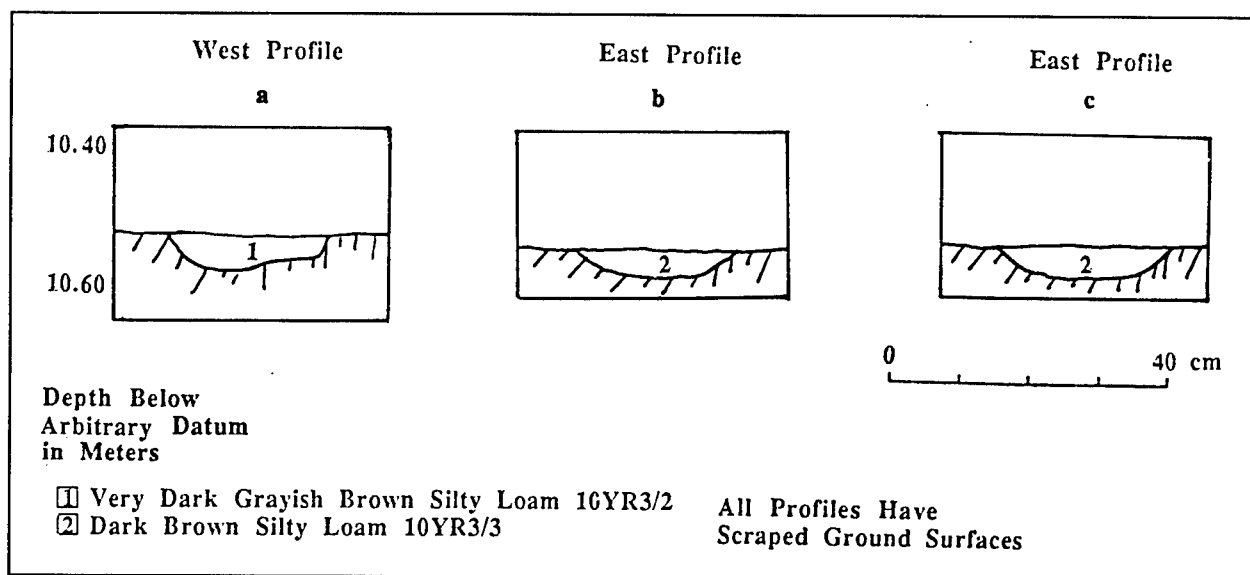 West Profile
East Profile
East Profile
a
b
c
10.40
10.60
1
2
2
0
40 cm
Depth Below
Arbitrary Datum
in Meters
1 Very Dark Grayish Brown Silty Loam 10YR3/2
2 Dark Brown Silty Loam 10YR3/3
All Profiles Have
Scraped Ground Surfaces